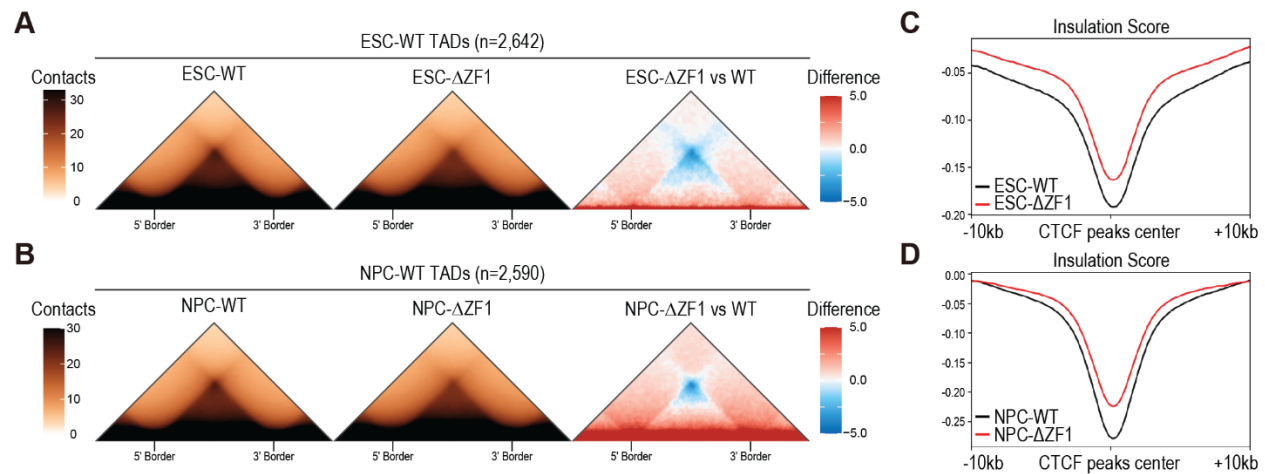 A
ESC-WT TADs (n=2,642)
Contacts
ESC-WT
ESC-ΔZF1
ESC-ΔZF1 vs WT
Difference
30
20
10
0
5.0
0.0
−5.0
5' Border
3' Border
5' Border
3' Border
5' Border
3' Border
B
NPC-WT TADs (n=2,590)
Contacts
NPC-WT
NPC-ΔZF1
NPC-ΔZF1 vs WT
Difference
30
20
10
0
5.0
0.0
−5.0
5' Border
3' Border
5' Border
3' Border
5' Border
3' Border
C
Insulation Score
-0.05
-0.10
-0.15
-0.20
ESC-WT
ESC-ΔZF1
-10kb CTCF peaks center +10kb
D
Insulation Score
0.00
-0.05
-0.10
-0.15
-0.20
-0.25
NPC-WT
NPC-ΔZF1
-10kb CTCF peaks center +10kb